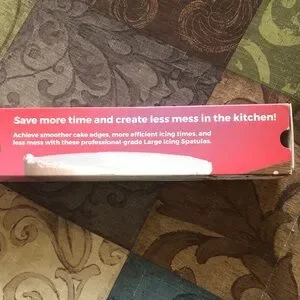 Save more time and create less mess in the kitchen!
Achieve smoother cake edges, more efficient icing times, and
less mess with these professional-grade Large Icing Spatulas.